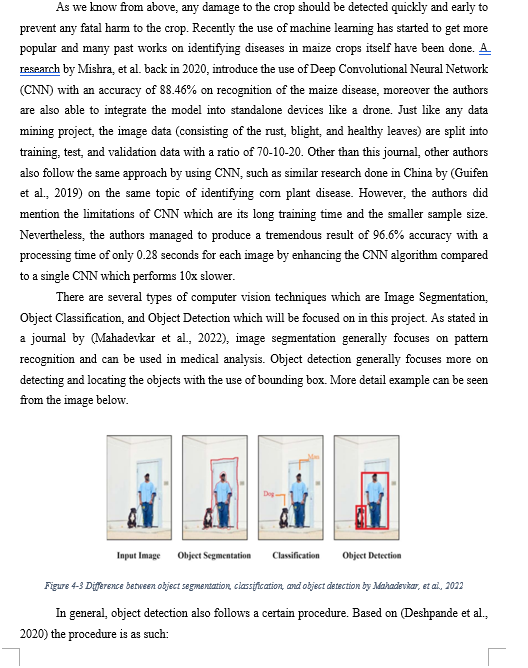 As we know from above, any damage to the crop should be detected quickly and early to
prevent any fatal harm to the crop. Recently the use of machine learning has started to get more
popular and many past works on identifying diseases in maize crops itself have been done. A
research by Mishra, et al. back in 2020, introduce the use of Deep Convolutional Neural Network
(CNN) with an accuracy of 88.46% on recognition of the maize disease, moreover the authors
are also able to integrate the model into standalone devices like a drone. Just like any data
mining project, the image data (consisting of the rust, blight, and healthy leaves) are split into
training, test, and validation data with a ratio of 70-10-20. Other than this journal, other authors
also follow the same approach by using CNN, such as similar research done in China by (Guifen
et al., 2019) on the same topic of identifying corn plant disease. However, the authors did
mention the limitations of CNN which are its long training time and the smaller sample size.
Nevertheless, the authors managed to produce a tremendous result of 96.6% accuracy with a
processing time of only 0.28 seconds for each image by enhancing the CNN algorithm compared
to a single CNN which performs 10x slower.
There are several types of computer vision techniques which are Image Segmentation,
Object Classification, and Object Detection which will be focused on in this project. As stated in
a journal by (Mahadevkar et al., 2022), image segmentation generally focuses on pattern
recognition and can be used in medical analysis. Object detection generally focuses more on
detecting and locating the objects with the use of bounding box. More detail example can be seen
from the image below.
Man
Dog
Input Image Object Segmentation Classification Object Detection
Figure 4-3 Difference between object segmentation, classification, and object detection by Mahadevkar, et al., 2022
In general, object detection also follows a certain procedure. Based on (Deshpande et al.,
2020) the procedure is as such: